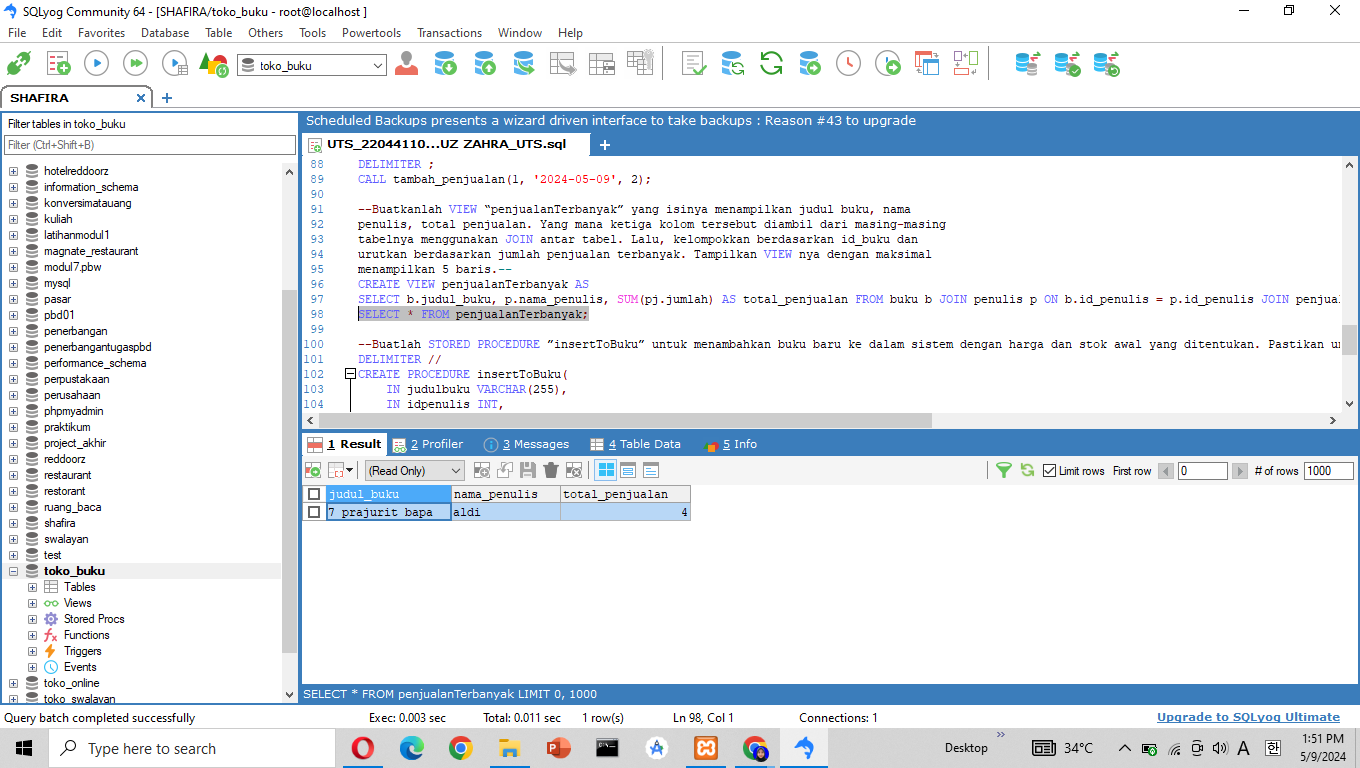 SQLyog Community 64 - [SHAFIRA/toko_buku - root@localhost ]
File Edit Favorites Database Table Others Tools Powertools Transactions Window Help
toko_buku
SHAFIRA
Filter tables in toko_buku
Filter (Ctrl+Shift+B)
hotelreddoorz
information_schema
konversimatauang
kuliah
latihanmodul1
magnate_restaurant
modul7.pbw
mysql
pasar
pbd01
penerbangan
penerbangantugaspbd
performance_schema
perpustakaan
perusahaan
phpmyadmin
praktikum
project_akhir
reddoorz
restaurant
restorant
ruang_baca
shafira
swalayan
test
toko_buku
Tables
Views
Stored Procs
Functions
Triggers
Events
toko_online
toko_swalayan
Scheduled Backups presents a wizard driven interface to take backups : Reason #43 to upgrade
UTS_22044110...UZ ZAHRA_UTS.sql
88 DELIMITER ;
89 CALL tambah_penjualan(1, '2024-05-09', 2);
90
91 --Buatkanlah VIEW “penjualanTerbanyak” yang isinya menampilkan judul buku, nama
92 penulis, total penjualan. Yang mana ketiga kolom tersebut diambil dari masing-masing
93 tabelnya menggunakan JOIN antar tabel. Lalu, kelompokkan berdasarkan id_buku dan
94 urutkan berdasarkan jumlah penjualan terbanyak. Tampilkan VIEW nya dengan maksimal
95 menampilkan 5 baris.--
96 CREATE VIEW penjualanTerbanyak AS
97 SELECT b.judul_buku, p.nama_penulis, SUM(pj.jumlah) AS total_penjualan FROM buku b JOIN penulis p ON b.id_penulis = p.id_penulis JOIN penjua
98 SELECT * FROM penjualanTerbanyak;
99
100 --Buatlah STORED PROCEDURE ”insertToBuku” untuk menambahkan buku baru ke dalam sistem dengan harga dan stok awal yang ditentukan. Pastikan
101 DELIMITER //
102 CREATE PROCEDURE insertToBuku(
103 IN judulbuku VARCHAR(255),
104 IN idpenulis INT,
1 Result 2 Profiler 3 Messages 4 Table Data 5 Info
(Read Only) Limit rows First row 0 # of rows 1000
judul_buku nama_penulis total_penjualan
7 prajurit bapa aldi 4
SELECT * FROM penjualanTerbanyak LIMIT 0, 1000
Query batch completed successfully Exec: 0.003 sec Total: 0.011 sec 1 row(s) Ln 98, Col 1 Connections: 1 Upgrade to SQLyog Ultimate
Type here to search Desktop 34°C A 한 1:51 PM
5/9/2024